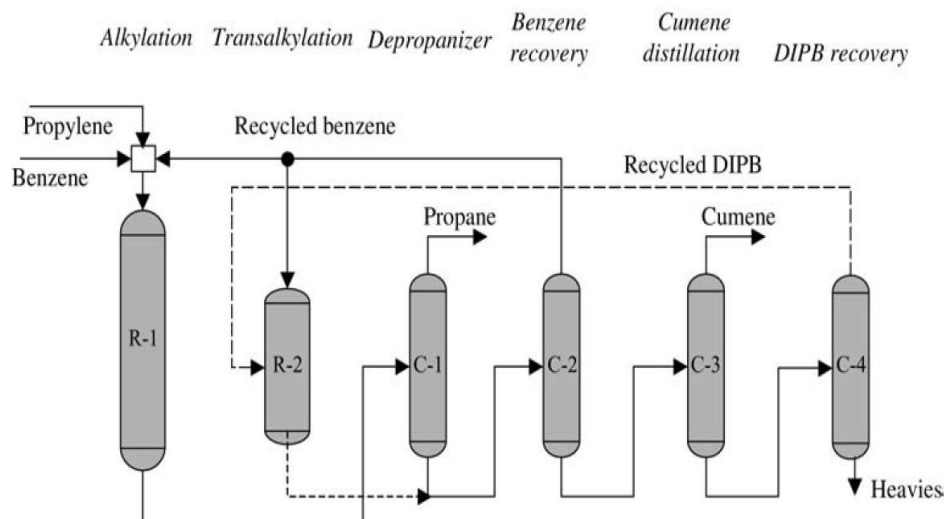 Alkylation
Transalkylation
Depropanizer
Benzene
recovery
Cumene
distillation
DIPB recovery
Propylene
Benzene
Recycled benzene
Recycled DIPB
Propane
Cumene
R-1
R-2
C-1
C-2
C-3
C-4
Heavies